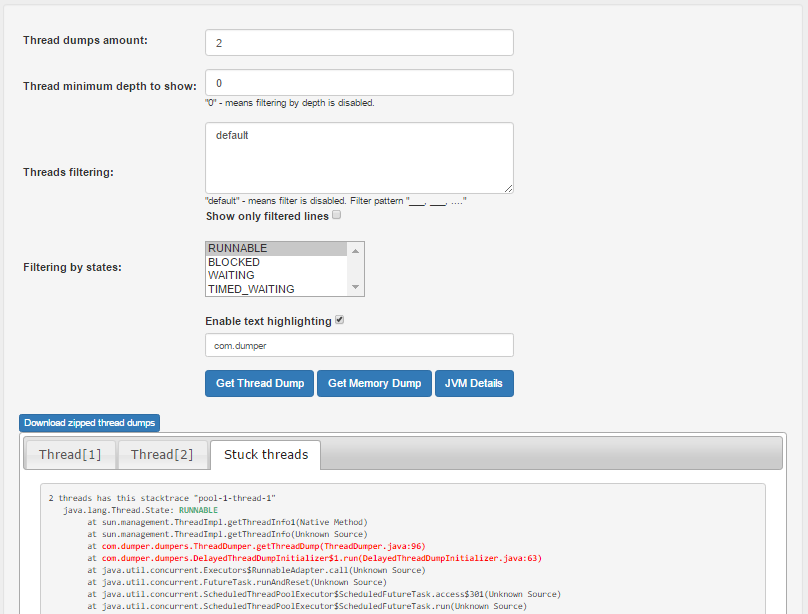 Thread dumps amount:
2
Thread minimum depth to show:
0
"0" - means filtering by depth is disabled.
Threads filtering:
default
"default" - means filter is disabled. Filter pattern "___, ___, ...."
Show only filtered lines
Filtering by states:
RUNNABLE
BLOCKED
WAITING
TIMED_WAITING
Enable text highlighting
com.dumper
Get Thread Dump Get Memory Dump JVM Details
Download zipped thread dumps
Thread[1] Thread[2] Stuck threads
2 threads has this stacktrace "pool-1-thread-1"
java.lang.Thread.State: RUNNABLE
at sun.management.ThreadImpl.getThreadInfo1(Native Method)
at sun.management.ThreadImpl.getThreadInfo(Unknown Source)
at com.dumper.dumpers.ThreadDumper.getThreadDump(ThreadDumper.java:96)
at com.dumper.dumpers.DelayedThreadDumpInitializer$1.run(DelayedThreadDumpInitializer.java:63)
at java.util.concurrent.Executors$RunnableAdapter.call(Unknown Source)
at java.util.concurrent.FutureTask.runAndReset(Unknown Source)
at java.util.concurrent.ScheduledThreadPoolExecutor$ScheduledFutureTask.access$301(Unknown Source)
at java.util.concurrent.ScheduledThreadPoolExecutor$ScheduledFutureTask.run(Unknown Source)